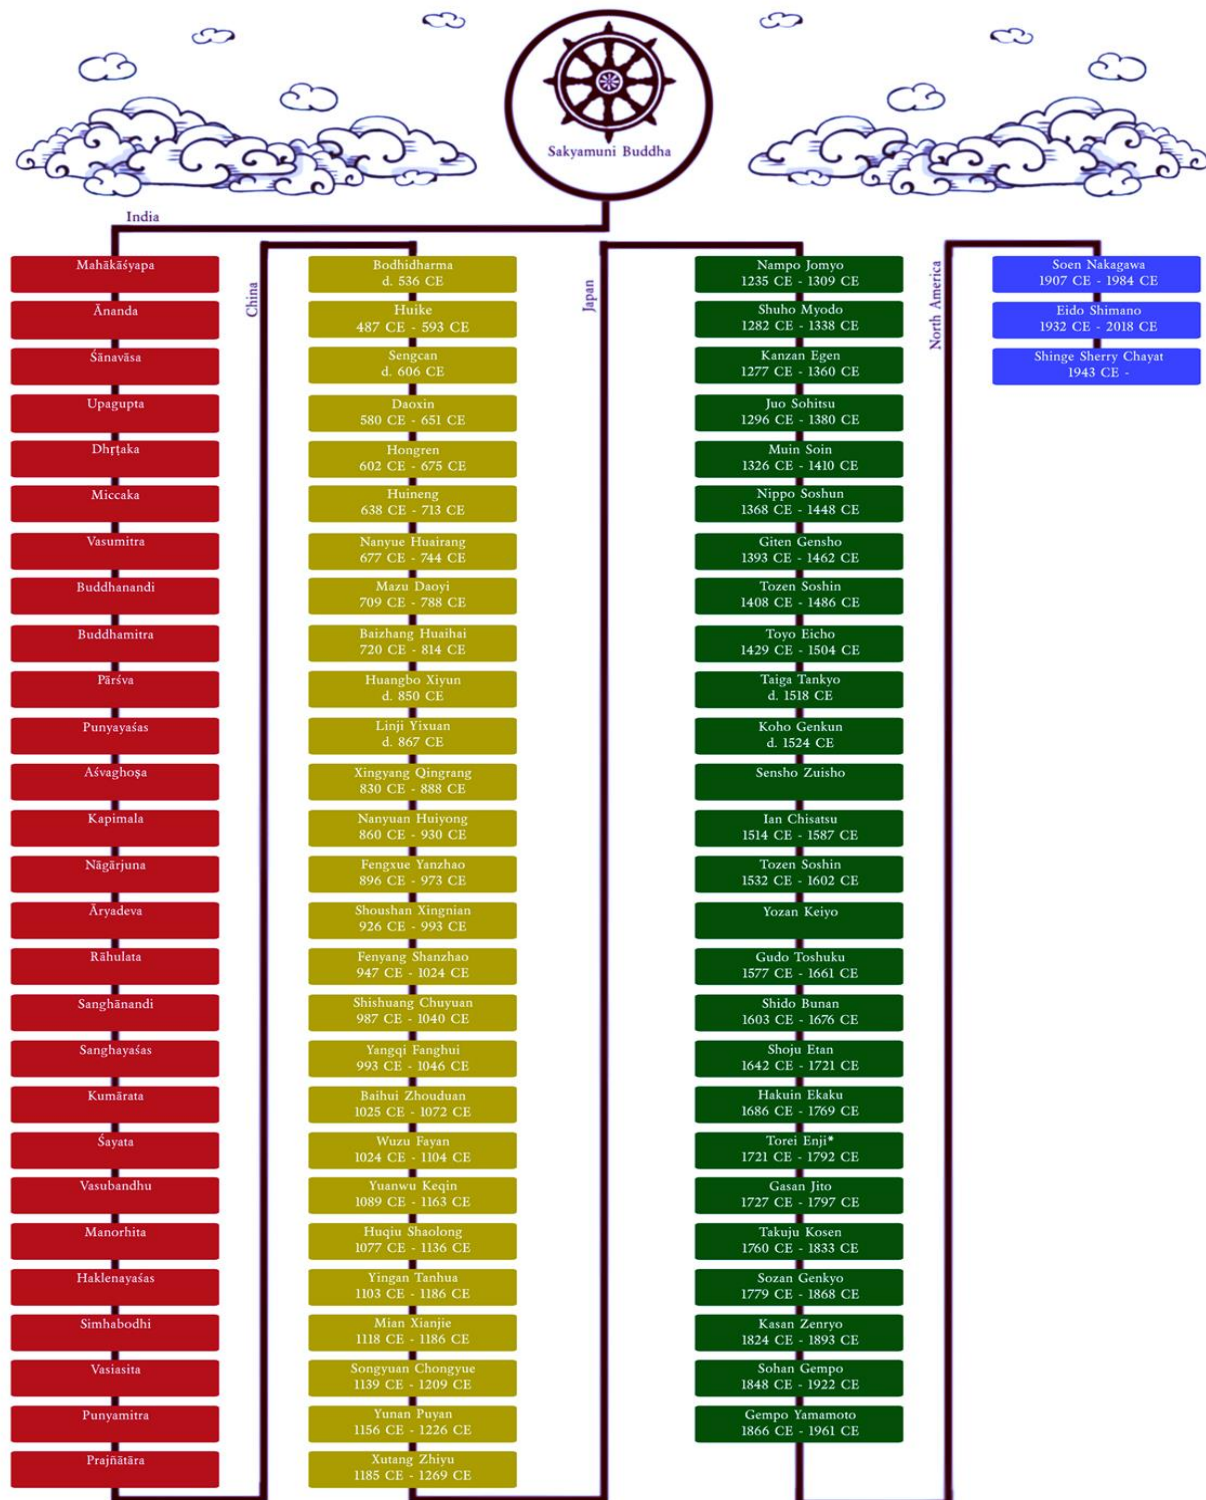 Sakyamuni Buddha
India
Mahākāśyapa
Ānanda
Śānavāsa
Upagupta
Dhṛṭaka
Miccaka
Vasumitra
Buddhanandi
Buddhamitra
Pārśva
Punyayaśas
Aśvaghoṣa
Kapimala
Nāgārjuna
Āryadeva
Rāhulata
Sanghānandi
Sanghayaśas
Kumārata
Śayata
Vasubandhu
Manorhita
Haklenayaśas
Simhabodhi
Vasiasita
Punyamitra
Prajñātāra
China
Bodhidharma
d. 536 CE
Huike
487 CE - 593 CE
Sengcan
d. 606 CE
Daoxin
580 CE - 651 CE
Hongren
602 CE - 675 CE
Huineng
638 CE - 713 CE
Nanyue Huairang
677 CE - 744 CE
Mazu Daoyi
709 CE - 788 CE
Baizhang Huaihai
720 CE - 814 CE
Huangbo Xiyun
d. 850 CE
Linji Yixuan
d. 867 CE
Xingyang Qingrang
830 CE - 888 CE
Nanyuan Huiyong
860 CE - 930 CE
Fengxue Yanzhao
896 CE - 973 CE
Shoushan Xingnian
926 CE - 993 CE
Fenyang Shanzhao
947 CE - 1024 CE
Shishuang Chuyuan
987 CE - 1040 CE
Yangqi Fanghui
993 CE - 1046 CE
Baihui Zhouduan
1025 CE - 1072 CE
Wuzu Fayan
1024 CE - 1104 CE
Yuanwu Keqin
1089 CE - 1163 CE
Huqiu Shaolong
1077 CE - 1136 CE
Yingan Tanhua
1103 CE - 1186 CE
Mian Xianjie
1118 CE - 1186 CE
Songyuan Chongyue
1139 CE - 1209 CE
Yunan Puyan
1156 CE - 1226 CE
Xutang Zhiyu
1185 CE - 1269 CE
Japan
Nampo Jomyo
1235 CE - 1309 CE
Shuho Myodo
1282 CE - 1338 CE
Kanzan Egen
1277 CE - 1360 CE
Juo Sohitsu
1296 CE - 1380 CE
Muin Soin
1326 CE - 1410 CE
Nippo Soshun
1368 CE - 1448 CE
Giten Gensho
1393 CE - 1462 CE
Tozen Soshin
1408 CE - 1486 CE
Toyo Eicho
1429 CE - 1504 CE
Taiga Tankyo
d. 1518 CE
Koho Genkun
d. 1524 CE
Sensho Zuisho
Ian Chisatsu
1514 CE - 1587 CE
Tozen Soshin
1532 CE - 1602 CE
Yozan Keiyo
Gudo Toshuku
1577 CE - 1661 CE
Shido Bunan
1603 CE - 1676 CE
Shoju Etan
1642 CE - 1721 CE
Hakuin Ekaku
1686 CE - 1769 CE
Torei Enji*
1721 CE - 1792 CE
Gasan Jito
1727 CE - 1797 CE
Takuju Kosen
1760 CE - 1833 CE
Sozan Genkyo
1779 CE - 1868 CE
Kasan Zenryo
1824 CE - 1893 CE
Sohan Gempo
1848 CE - 1922 CE
Gempo Yamamoto
1866 CE - 1961 CE
North America
Soen Nakagawa
1907 CE - 1984 CE
Eido Shimano
1932 CE - 2018 CE
Shinge Sherry Chayat
1943 CE -